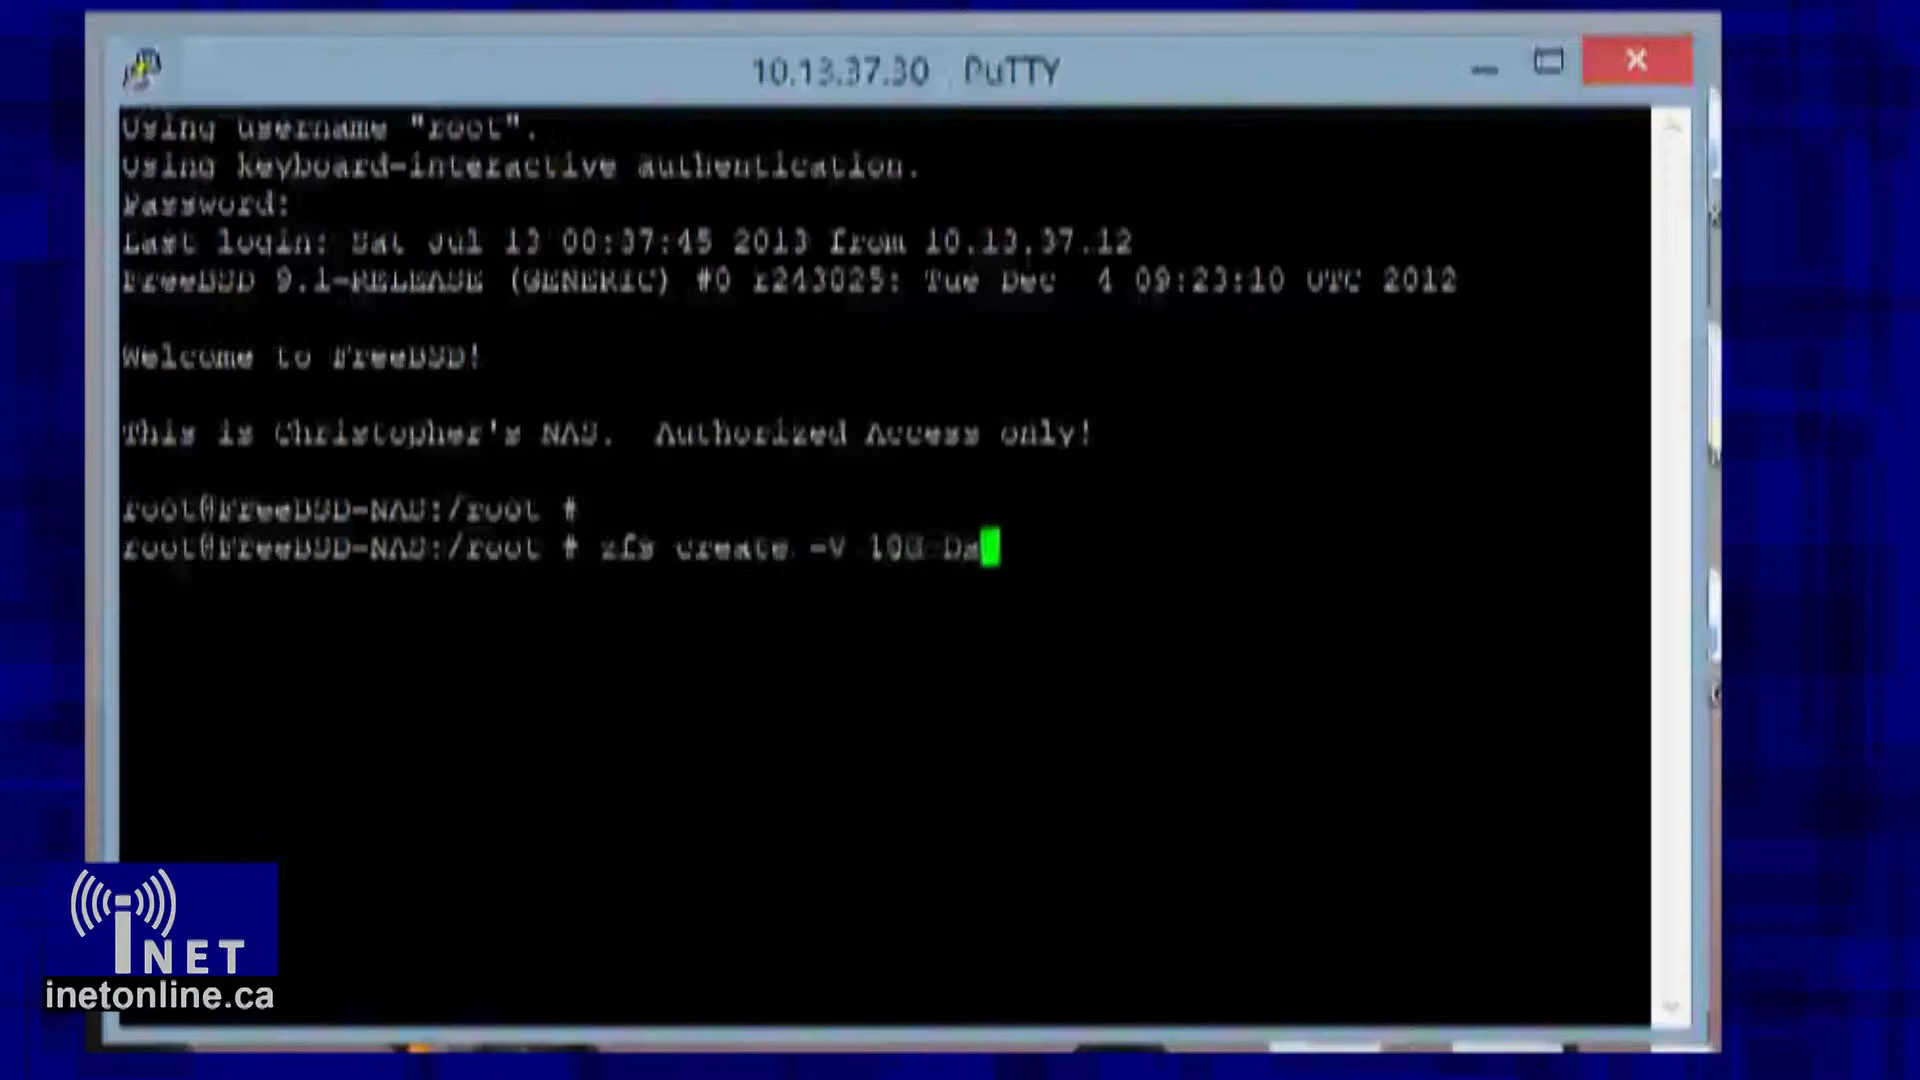 10.13.37.30 - PuTTY
Using username "root".
Using keyboard-interactive authentication.
Password:
Last login: Sat Jul 13 00:37:45 2013 from 10.13.37.12
FreeBSD 9.1-RELEASE (GENERIC) #0 r243825: Tue Dec  4 09:23:10 UTC 2012
Welcome to FreeBSD!
This is Christopher's NAS.  Authorized Access only!
root@FreeBSD-NAS:/root #
root@FreeBSD-NAS:/root # zfs create -V 10G Da
iNET
inetonline.ca